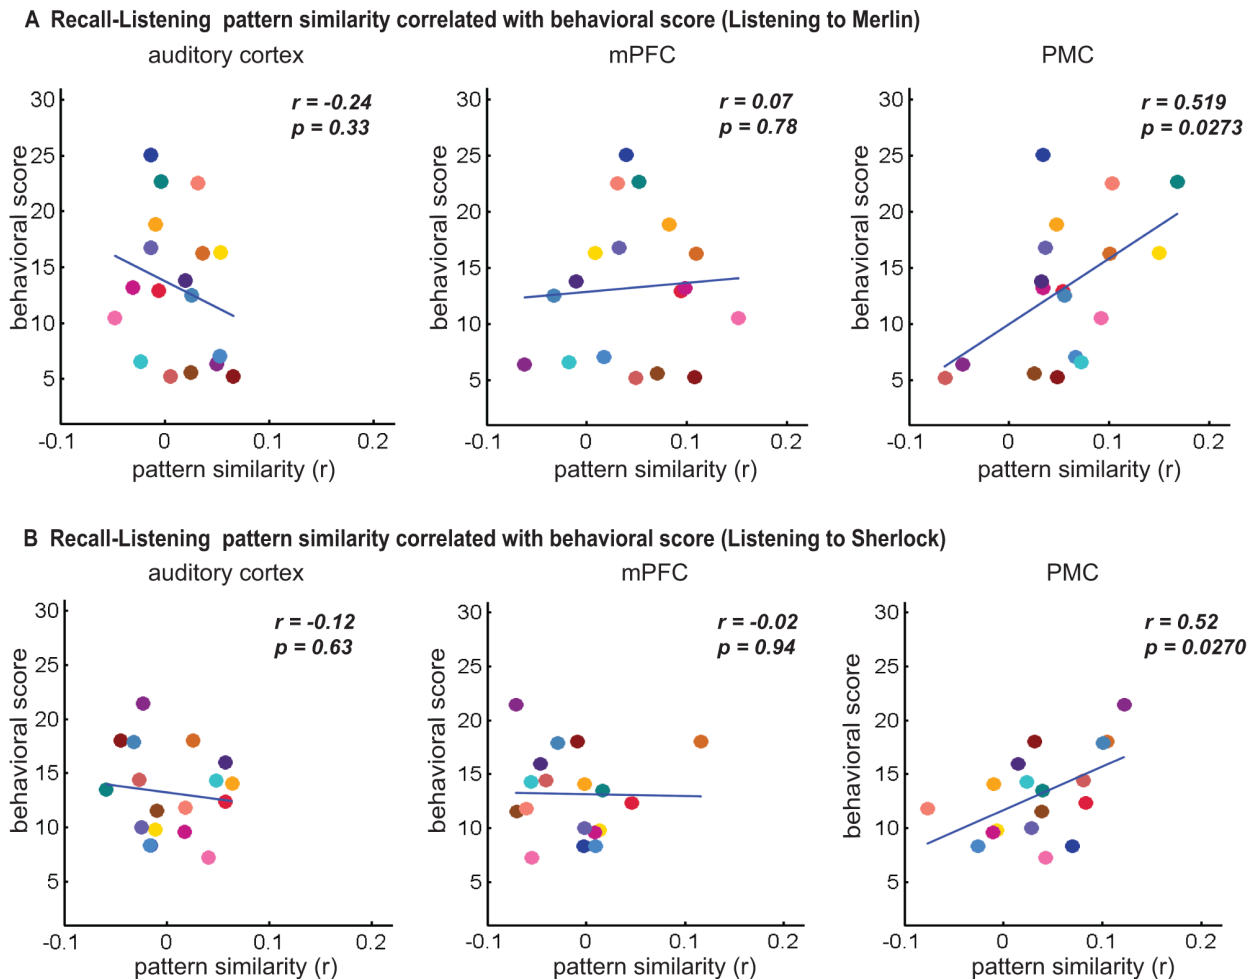 A Recall-Listening pattern similarity correlated with behavioral score (Listening to Merlin)
auditory cortex
mPFC
PMC
r = -0.24
p = 0.33
r = 0.07
p = 0.78
r = 0.519
p = 0.0273
behavioral score
30
25
20
15
10
5
-0.1 0 0.1 0.2
pattern similarity (r)
behavioral score
30
25
20
15
10
5
-0.1 0 0.1 0.2
pattern similarity (r)
behavioral score
30
25
20
15
10
5
-0.1 0 0.1 0.2
pattern similarity (r)
B Recall-Listening pattern similarity correlated with behavioral score (Listening to Sherlock)
auditory cortex
mPFC
PMC
r = -0.12
p = 0.63
r = -0.02
p = 0.94
r = 0.52
p = 0.0270
behavioral score
30
25
20
15
10
5
-0.1 0 0.1 0.2
pattern similarity (r)
behavioral score
30
25
20
15
10
5
-0.1 0 0.1 0.2
pattern similarity (r)
behavioral score
30
25
20
15
10
5
-0.1 0 0.1 0.2
pattern similarity (r)